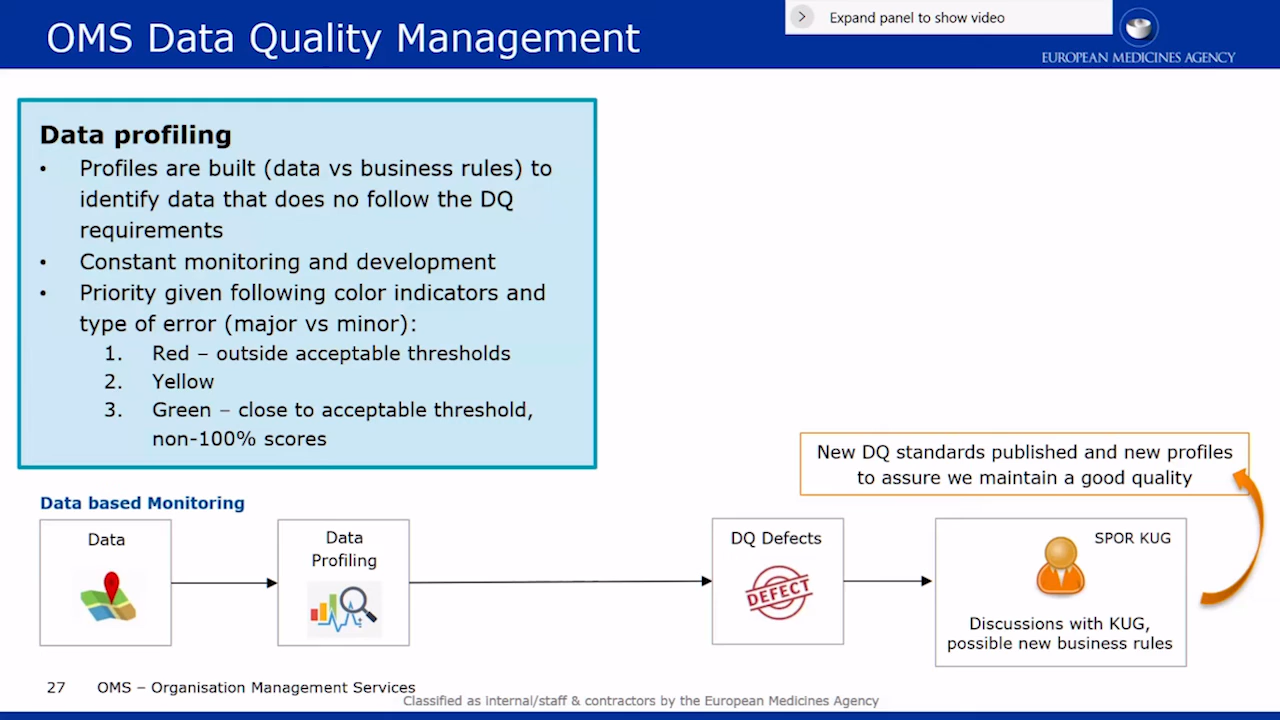 OMS Data Quality Management
Expand panel to show video
EUROPEAN MEDICINES AGENCY
Data profiling
• Profiles are built (data vs business rules) to
identify data that does no follow the DQ
requirements
• Constant monitoring and development
• Priority given following color indicators and
type of error (major vs minor):
1. Red – outside acceptable thresholds
2. Yellow
3. Green – close to acceptable threshold,
non-100% scores
New DQ standards published and new profiles
to assure we maintain a good quality
Data based Monitoring
Data
Data
Profiling
DQ Defects
DEFECT
SPOR KUG
Discussions with KUG,
possible new business rules
27 OMS – Organisation Management Services
Classified as internal/staff & contractors by the European Medicines Agency